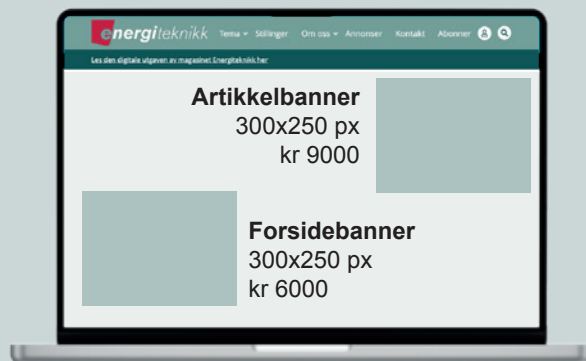 energiteknikk Tema Stillinger Om oss Annonser Kontakt Abonner
Les den digitale utgaven av magasinet Energiteknikk her
Artikkelbanner
300x250 px
kr 9000
Forsidebanner
300x250 px
kr 6000